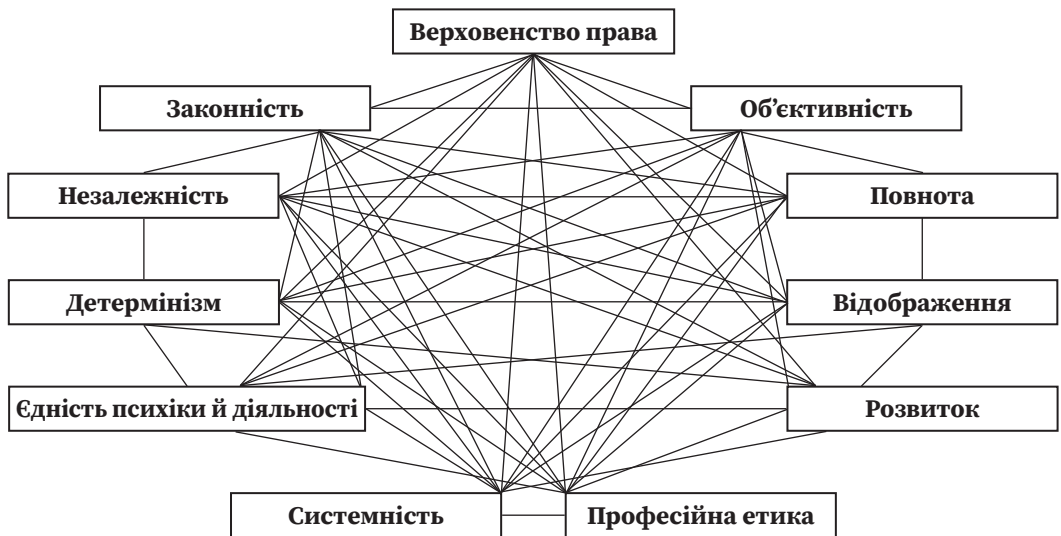 Верховенство права
Законність
Об’єктивність
Незалежність
Повнота
Детермінізм
Відображення
Єдність психіки й діяльності
Розвиток
Системність
Професійна етика